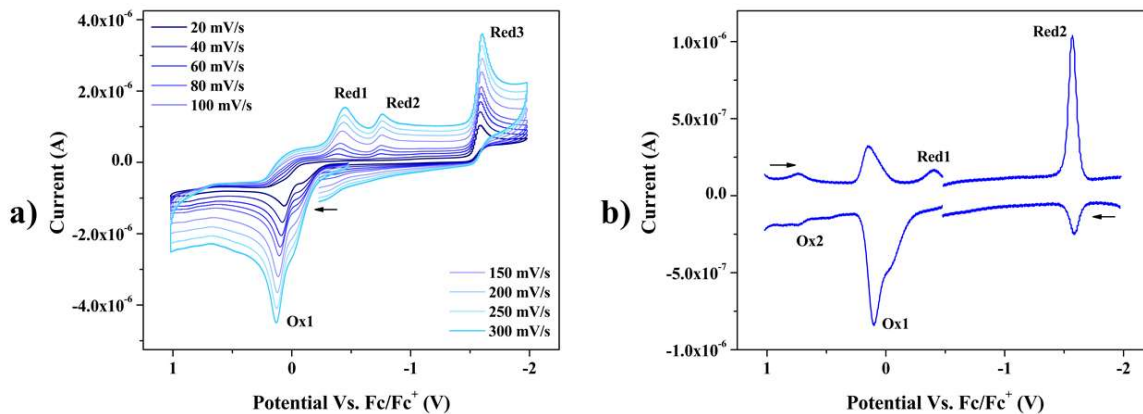 a)
Current (A)
4.0x10⁻⁶
2.0x10⁻⁶
0.0
-2.0x10⁻⁶
-4.0x10⁻⁶
20 mV/s
40 mV/s
60 mV/s
80 mV/s
100 mV/s
Red1
Red2
Red3
Ox1
150 mV/s
200 mV/s
250 mV/s
300 mV/s
1 0 -1 -2
Potential Vs. Fc/Fc⁺ (V)
b)
Current (A)
1.0x10⁻⁶
5.0x10⁻⁷
0.0
-5.0x10⁻⁷
-1.0x10⁻⁶
Red2
Red1
Ox2
Ox1
1 0 -1 -2
Potential Vs. Fc/Fc⁺ (V)